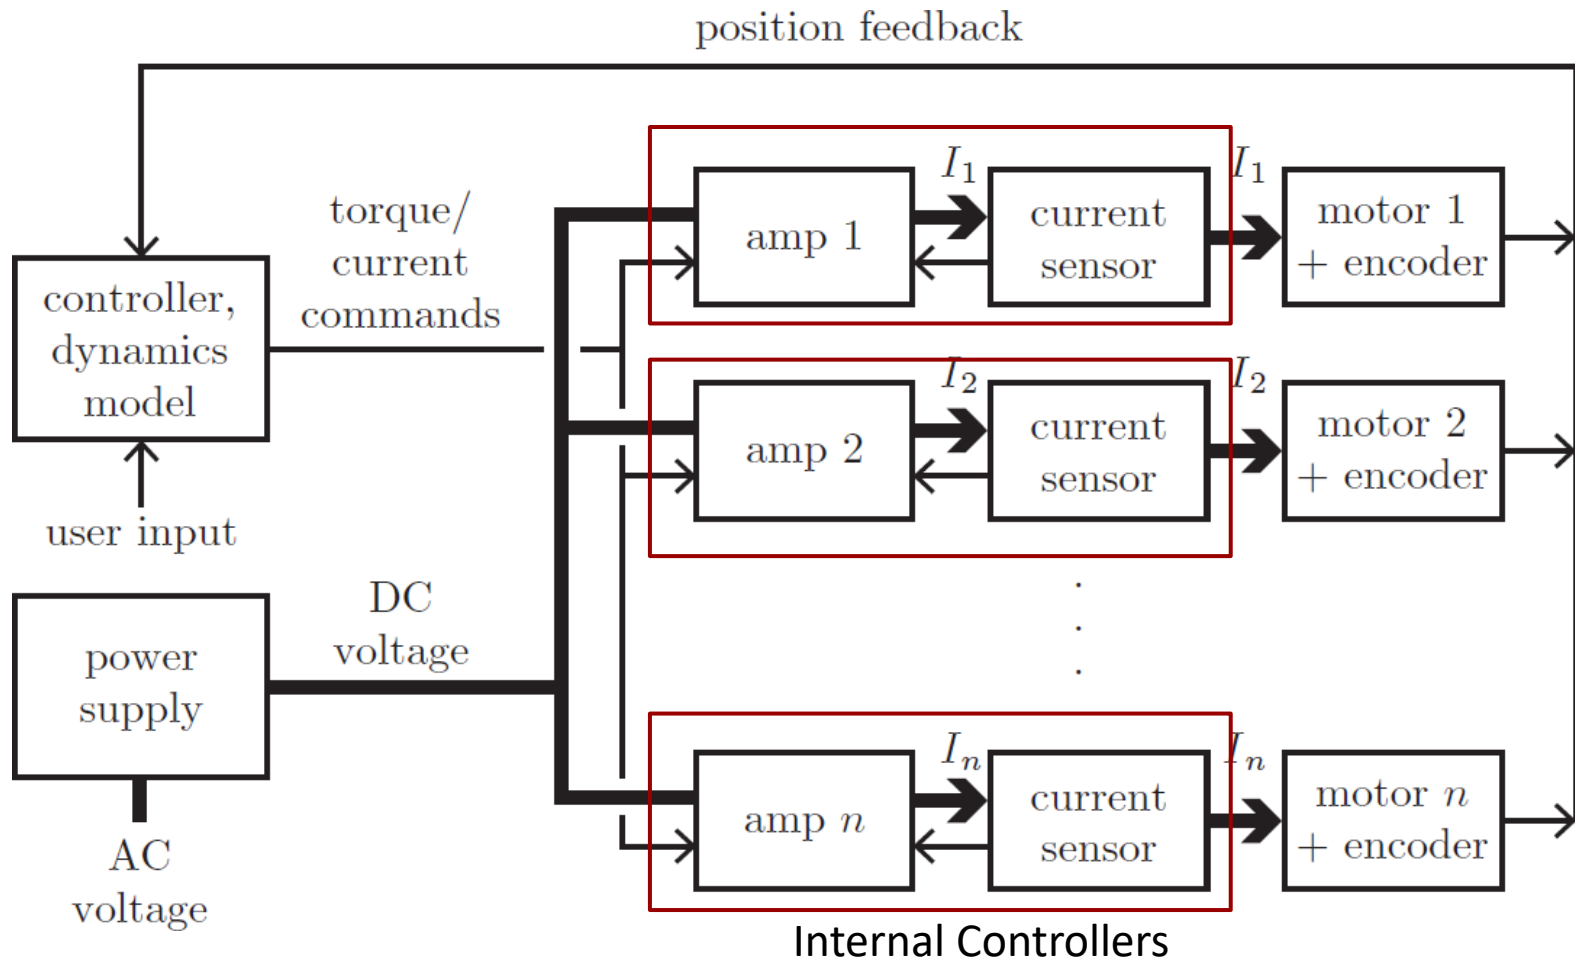 position feedback
torque/
current
commands
controller,
dynamics
model
user input
DC
voltage
power
supply
AC
voltage
amp 1
I₁
current
sensor
I₁
motor 1
+ encoder
amp 2
I₂
current
sensor
I₂
motor 2
+ encoder
.
.
.
amp n
Iₙ
current
sensor
Iₙ
motor n
+ encoder
Internal Controllers